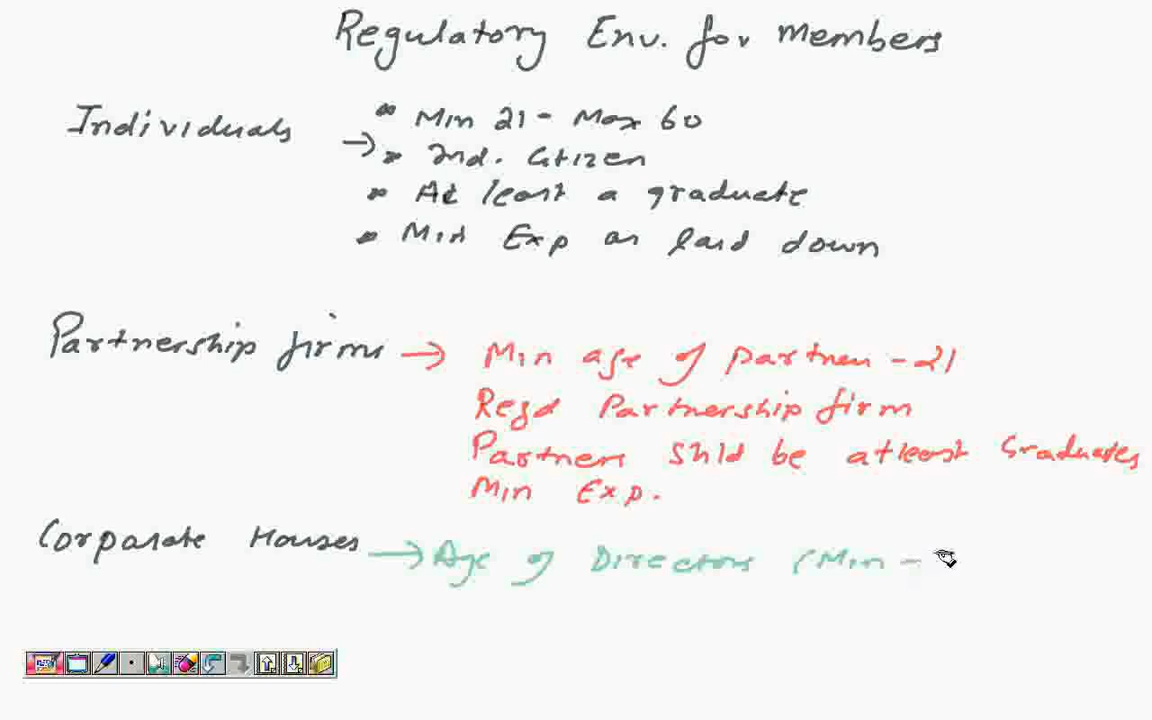 Regulatory Env. for members
Individuals → • Min 21 - Max 60
• Ind. Citizen
• At least a graduate
• Min Exp as laid down
Partnership firms → Min age of partners - 21
Regd Partnership firm
Partners Shld be atleast Graduates
Min Exp.
Corporate Houses → Age of Directors (Min -